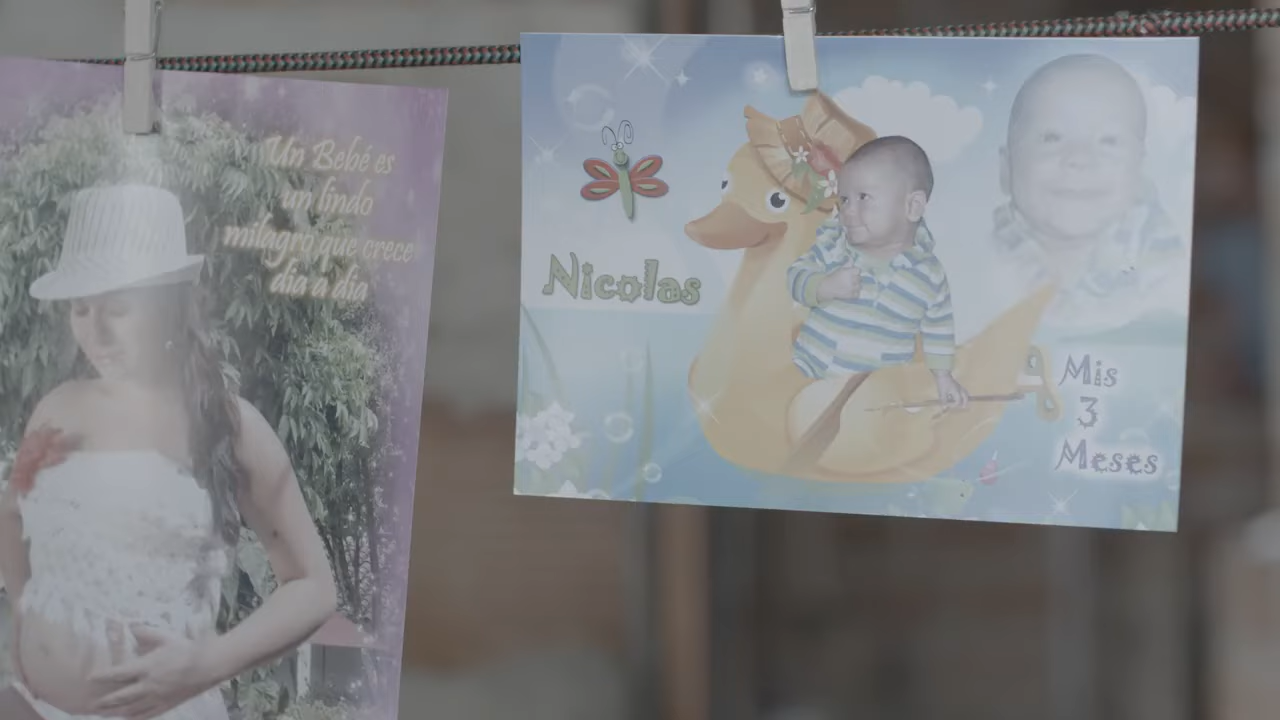 Un Bebé es
un lindo
milagro que crece
dia a dia
Nicolas
Mis
3
Meses